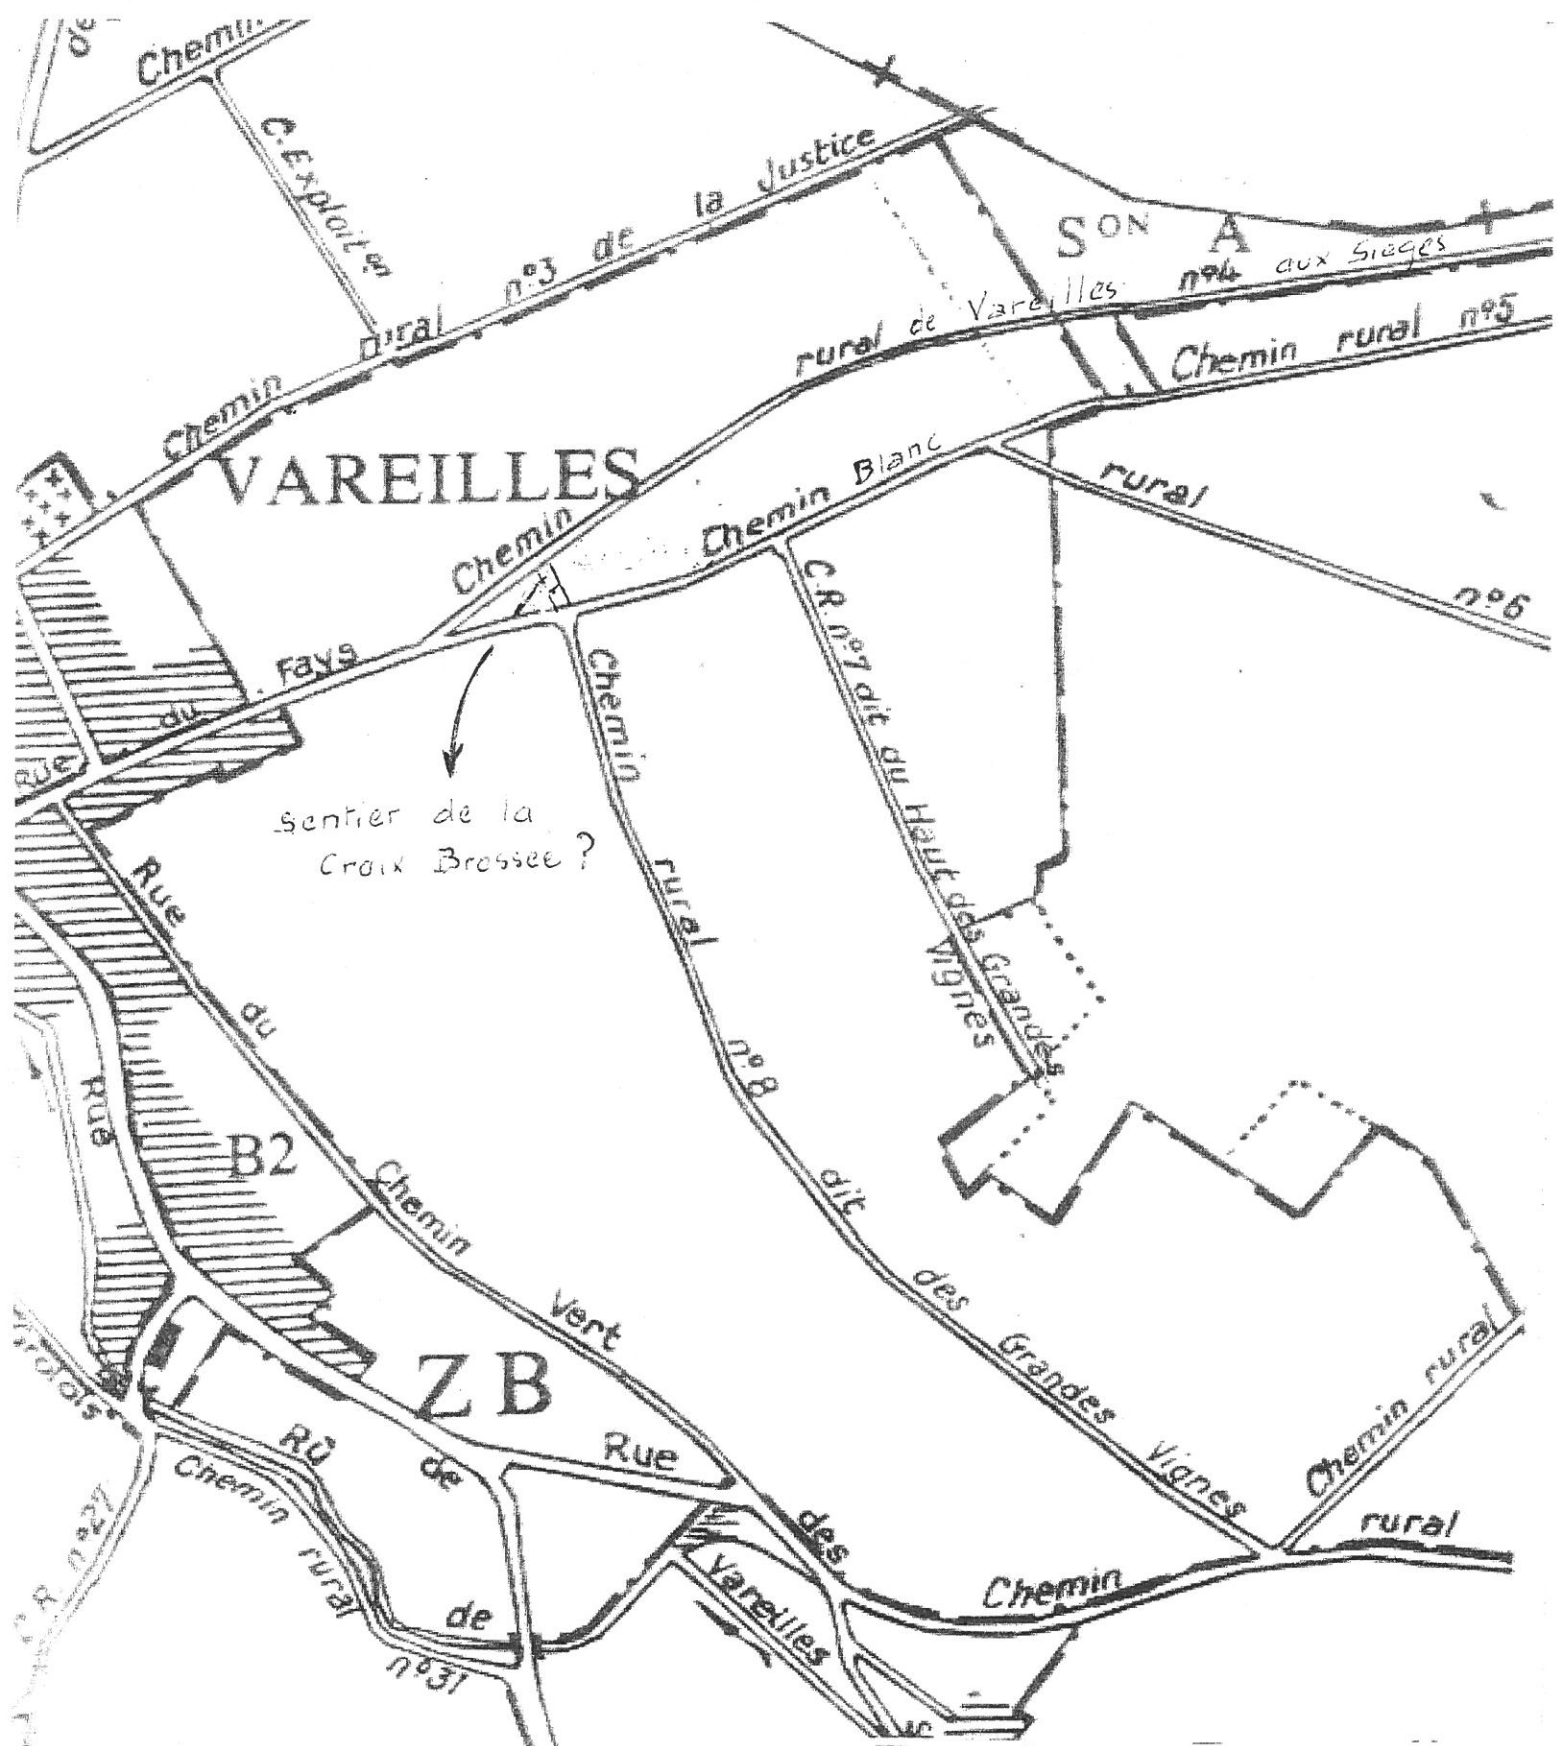 de
Chemin
C. Exploit.on
Chemin rural n°3 de la Justice
SON A
Chemin rural de Vareilles n°4 aux Sièges
Chemin Blanc
Chemin rural n°5
VAREILLES
rural n°6
C.R. n°7 dit du Haut des Grandes
Vignes
Rue du Fays
Sentier de la
Croix Brossee ?
Chemin rural n°8 dit des Grandes Vignes
Rue du Chemin Vert
Rue
B2
ZB
Rue des
Chemin rural
Chemin rural
Rû de Vareilles
de
Chemin rural n°31
C.R. n°27